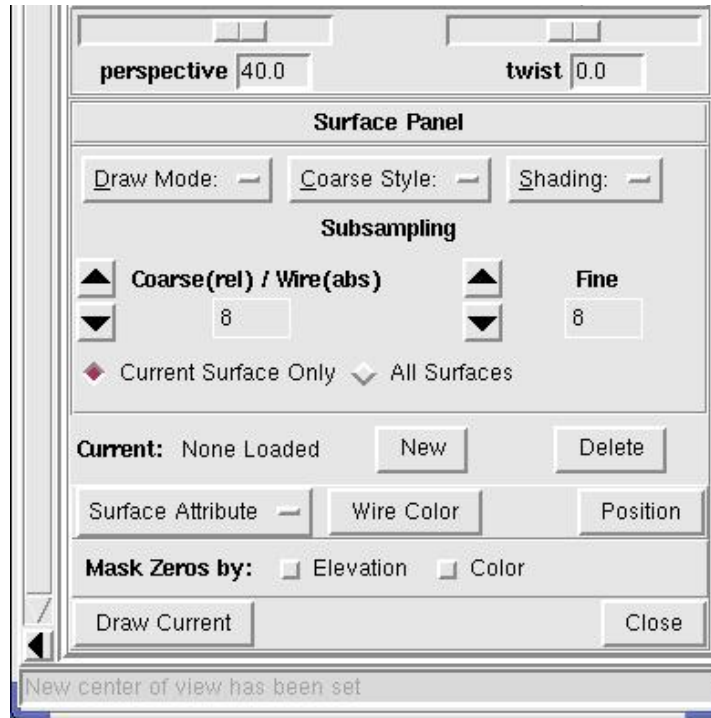 perspective 40.0 twist 0.0
Surface Panel
Draw Mode: Coarse Style: Shading:
Subsampling
Coarse(rel) / Wire(abs) Fine
8 8
Current Surface Only All Surfaces
Current: None Loaded New Delete
Surface Attribute Wire Color Position
Mask Zeros by: Elevation Color
Draw Current Close
New center of view has been set